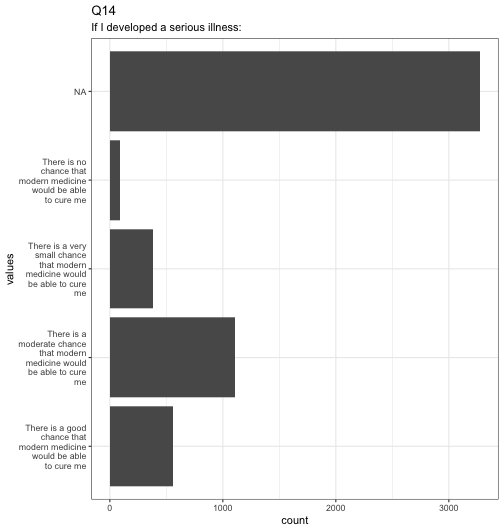 Q14
If I developed a serious illness:
NA
There is no
chance that
modern medicine
would be able
to cure me
There is a very
small chance
that modern
medicine would
be able to cure
me
There is a
moderate chance
that modern
medicine would
be able to cure
me
There is a good
chance that
modern medicine
would be able
to cure me
values
0 1000 2000 3000
count